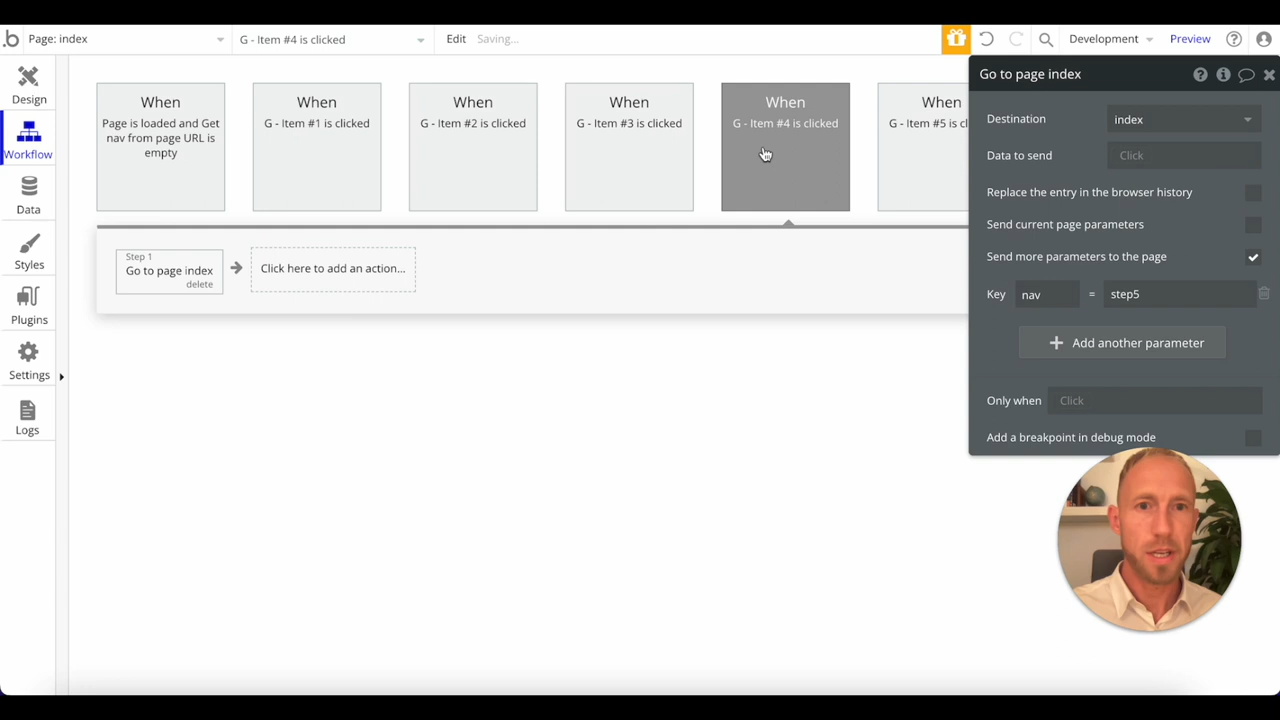 b
Page: index
G - Item #4 is clicked
Edit
Saving...
Development
Preview
Design
Workflow
Data
Styles
Plugins
Settings
Logs
When
Page is loaded and Get
nav from page URL is
empty
When
G - Item #1 is clicked
When
G - Item #2 is clicked
When
G - Item #3 is clicked
When
G - Item #4 is clicked
When
G - Item #5 is cl
Step 1
Go to page index
delete
Click here to add an action...
Go to page index
Destination
index
Data to send
Click
Replace the entry in the browser history
Send current page parameters
Send more parameters to the page
Key
nav
=
step5
Add another parameter
Only when
Click
Add a breakpoint in debug mode